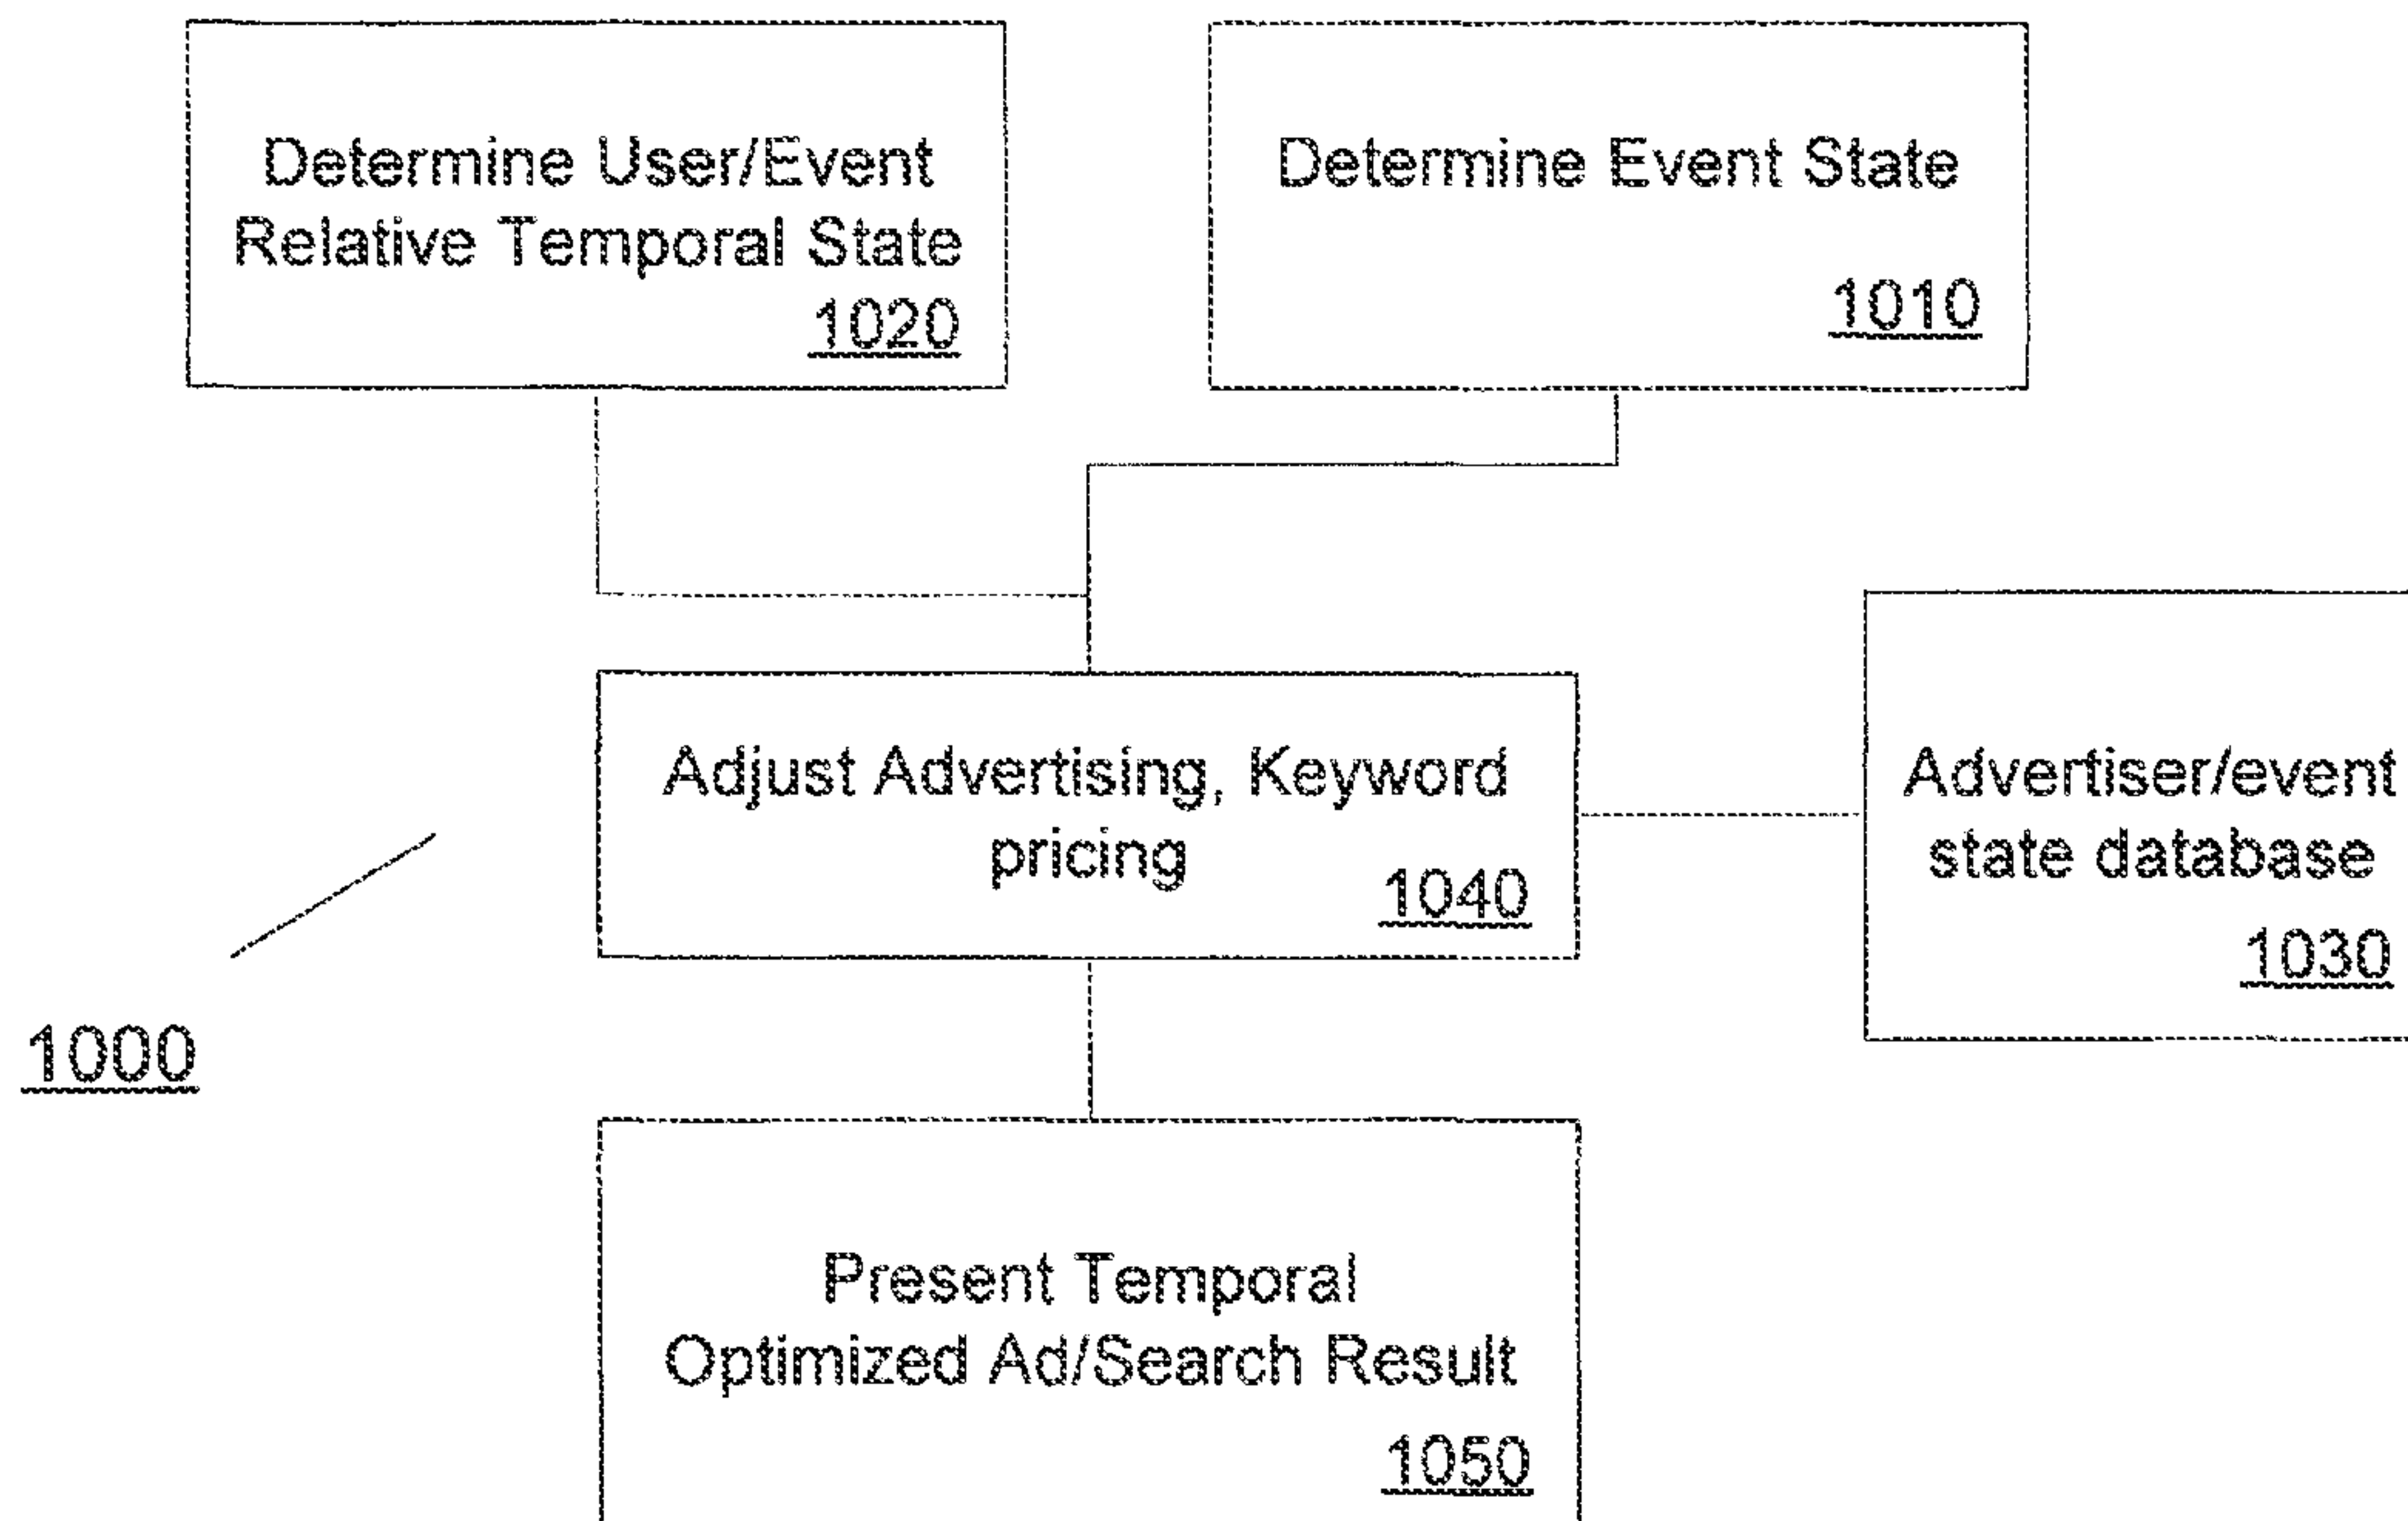 Determine User/Event
Relative Temporal State
1020
Determine Event State
1010
Adjust Advertising, Keyword
pricing
1040
Advertiser/event
state database
1030
1000
Present Temporal
Optimized Ad/Search Result
1050